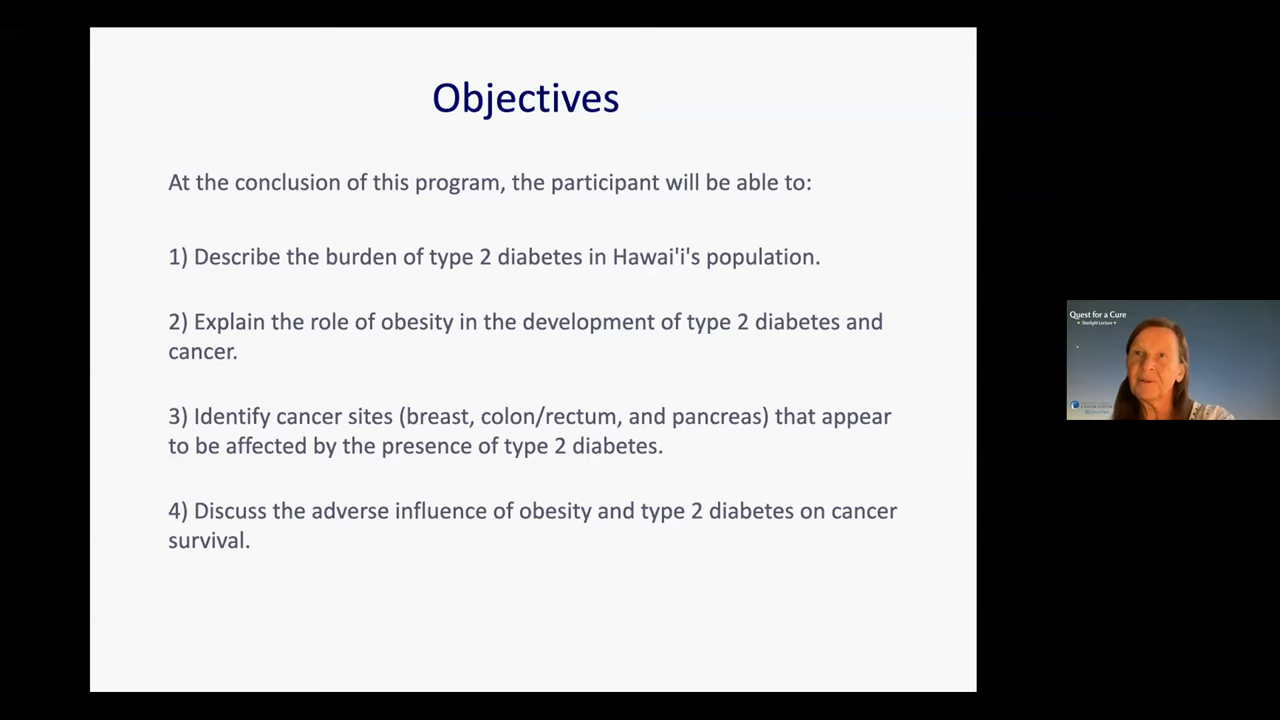 Objectives
At the conclusion of this program, the participant will be able to:
1) Describe the burden of type 2 diabetes in Hawai'i's population.
2) Explain the role of obesity in the development of type 2 diabetes and
cancer.
3) Identify cancer sites (breast, colon/rectum, and pancreas) that appear
to be affected by the presence of type 2 diabetes.
4) Discuss the adverse influence of obesity and type 2 diabetes on cancer
survival.
Quest for a Cure
• Starlight Lecture •
CANCER CENTER